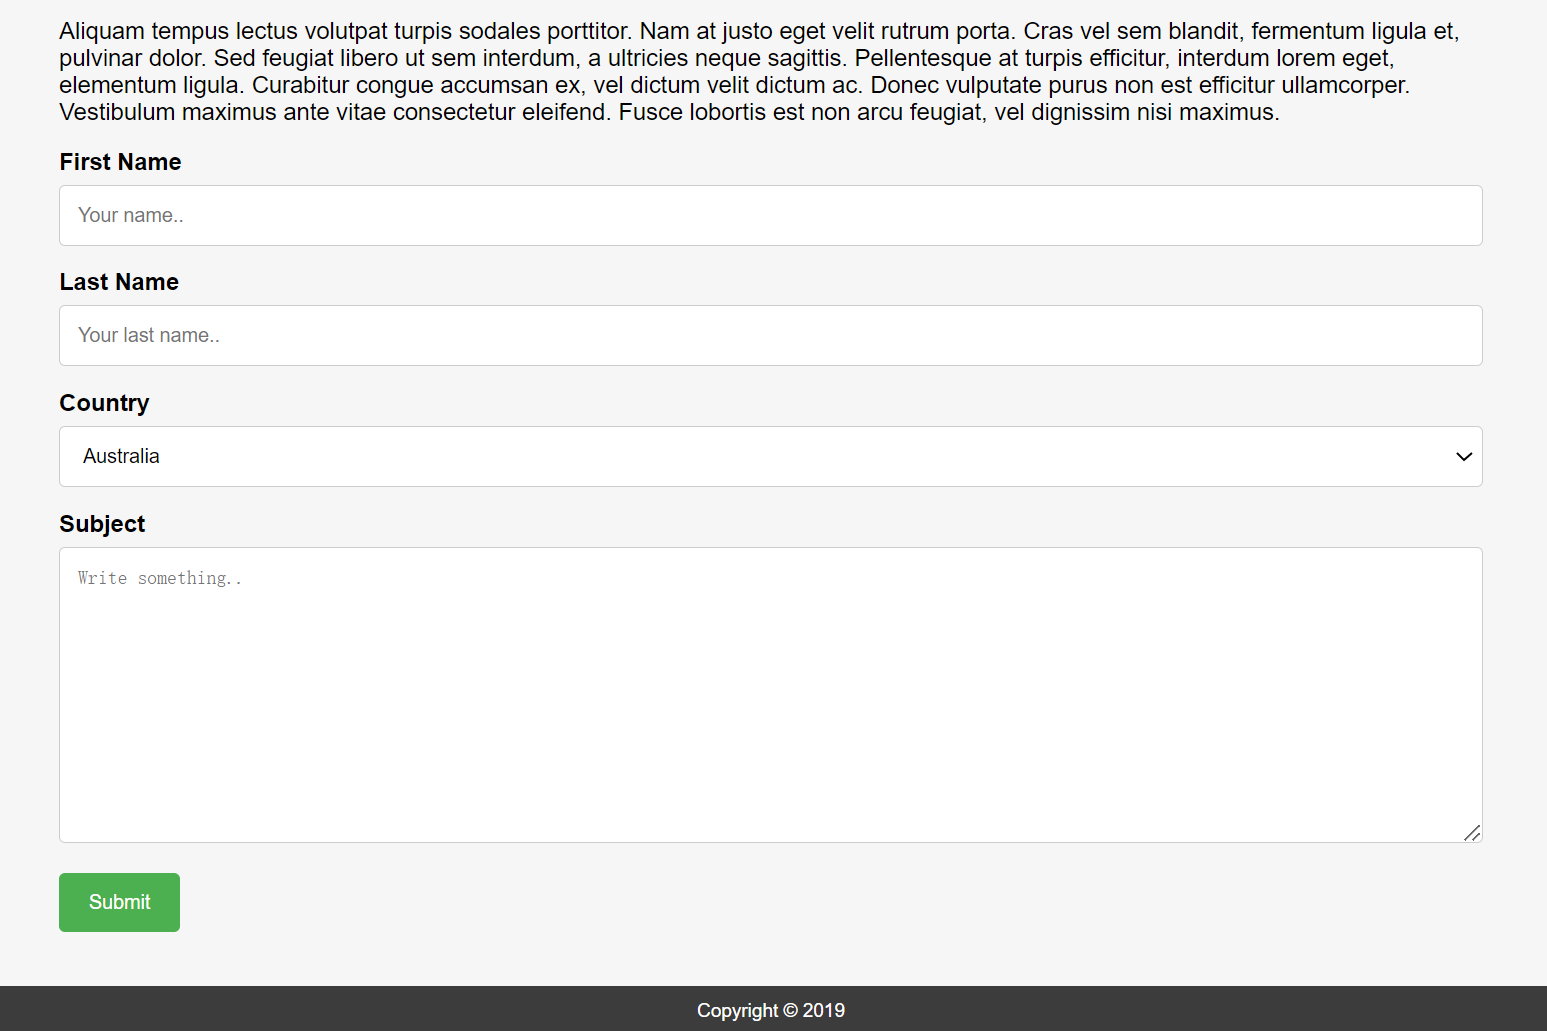 Aliquam tempus lectus volutpat turpis sodales porttitor. Nam at justo eget velit rutrum porta. Cras vel sem blandit, fermentum ligula et,
pulvinar dolor. Sed feugiat libero ut sem interdum, a ultricies neque sagittis. Pellentesque at turpis efficitur, interdum lorem eget,
elementum ligula. Curabitur congue accumsan ex, vel dictum velit dictum ac. Donec vulputate purus non est efficitur ullamcorper.
Vestibulum maximus ante vitae consectetur eleifend. Fusce lobortis est non arcu feugiat, vel dignissim nisi maximus.
First Name
Your name..
Last Name
Your last name..
Country
Australia
Subject
Write something..
Submit
Copyright © 2019